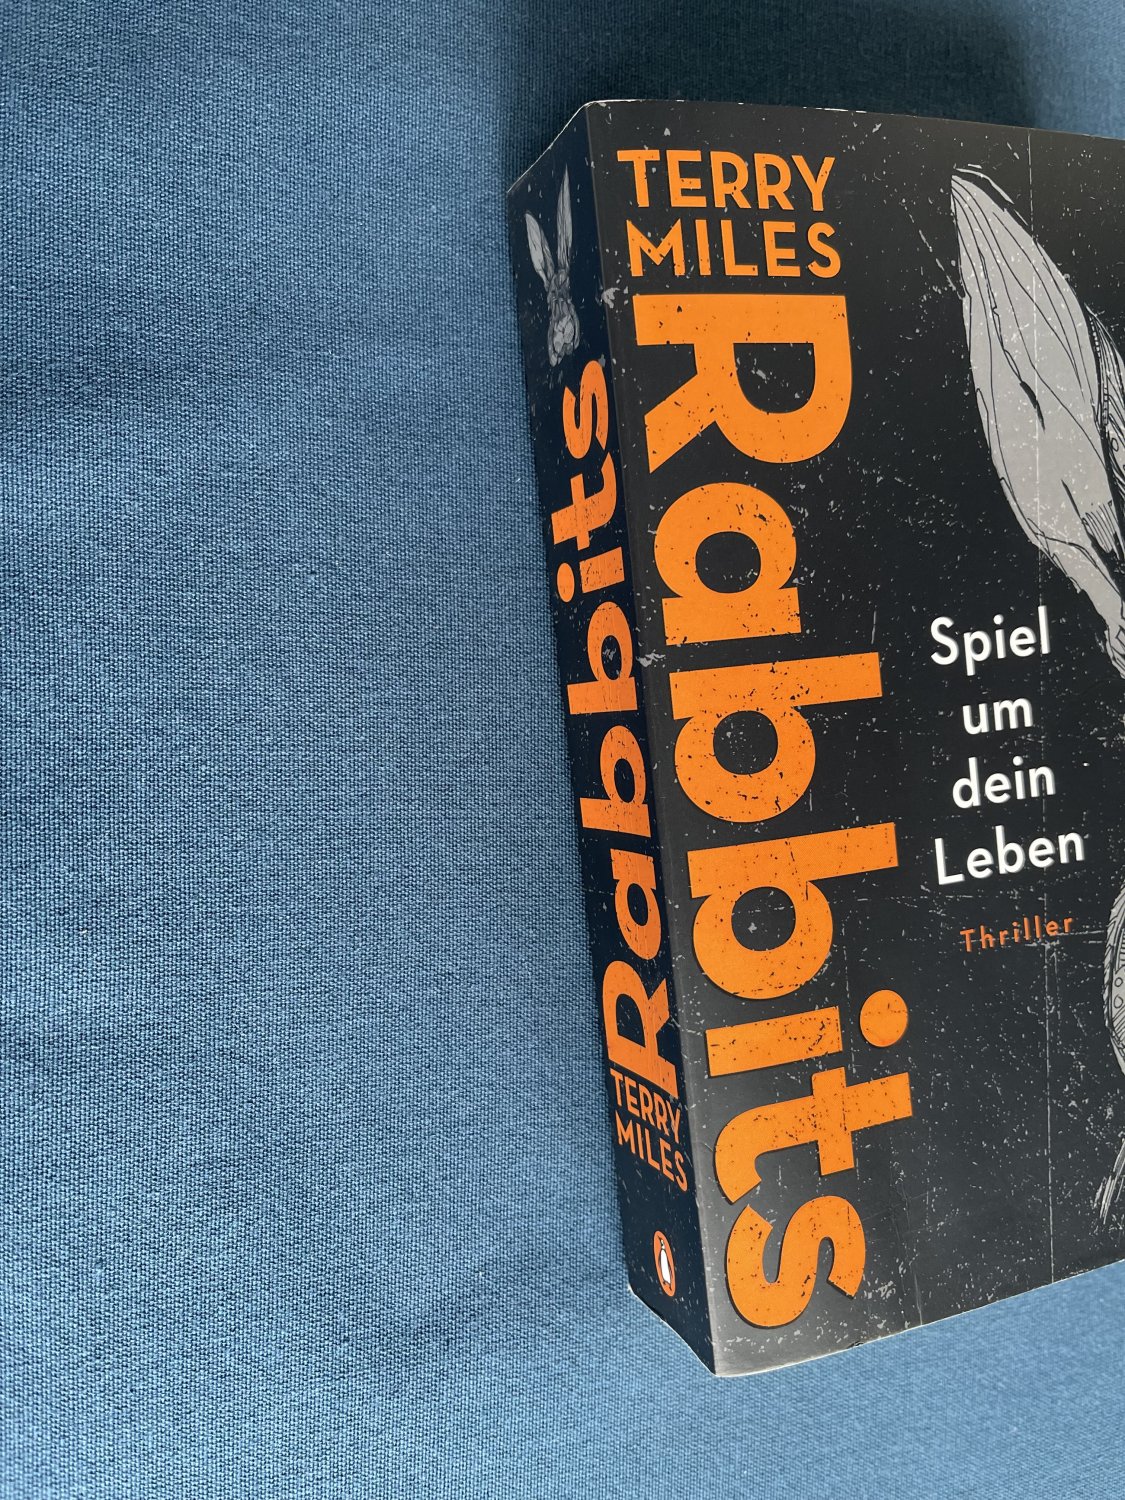 TERRY
MILES
Rabbits
Spiel
um
dein
Leben
Thriller
Rabbits
TERRY
MILES